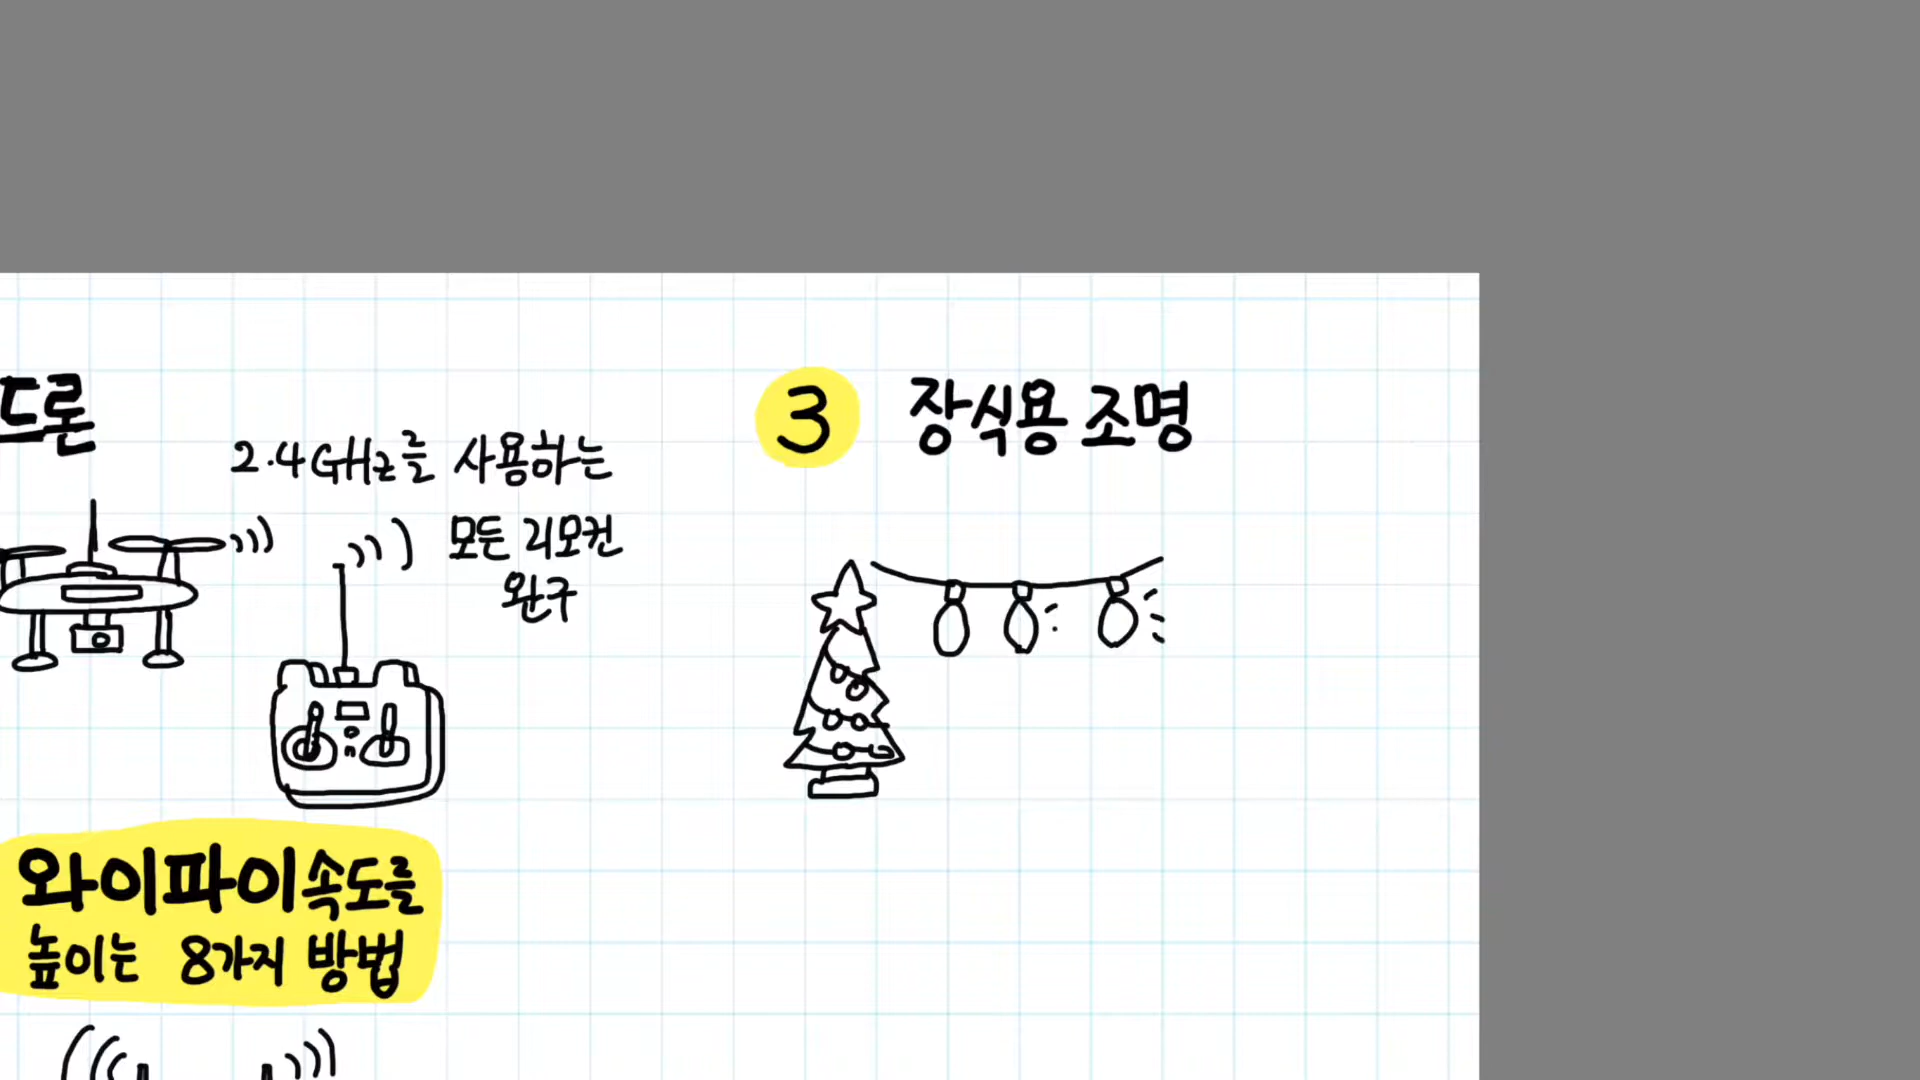 드론
2.4GHz를 사용하는
모든 리모컨
완구
3 장식용 조명
와이파이속도를
높이는 8가지 방법